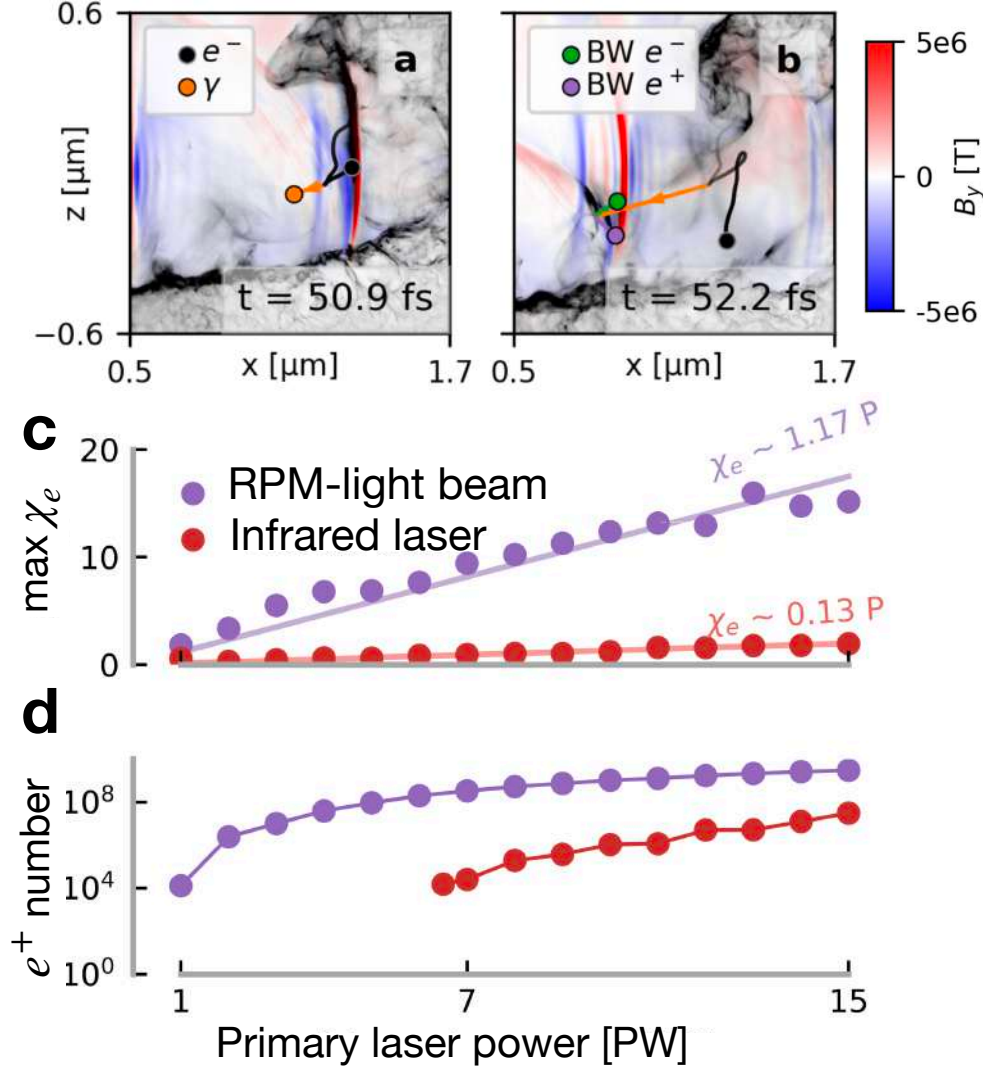 0.6
z [µm]
−0.6
e⁻
γ
a
t = 50.9 fs
0.5
x [µm]
1.7
BW e⁻
BW e⁺
b
t = 52.2 fs
0.5
x [µm]
1.7
5e6
0
-5e6
B_y [T]
c
20
10
0
max χ_e
RPM-light beam
Infrared laser
χ_e ~ 1.17 P
χ_e ~ 0.13 P
d
e⁺ number
10⁸
10⁴
10⁰
1
7
15
Primary laser power [PW]